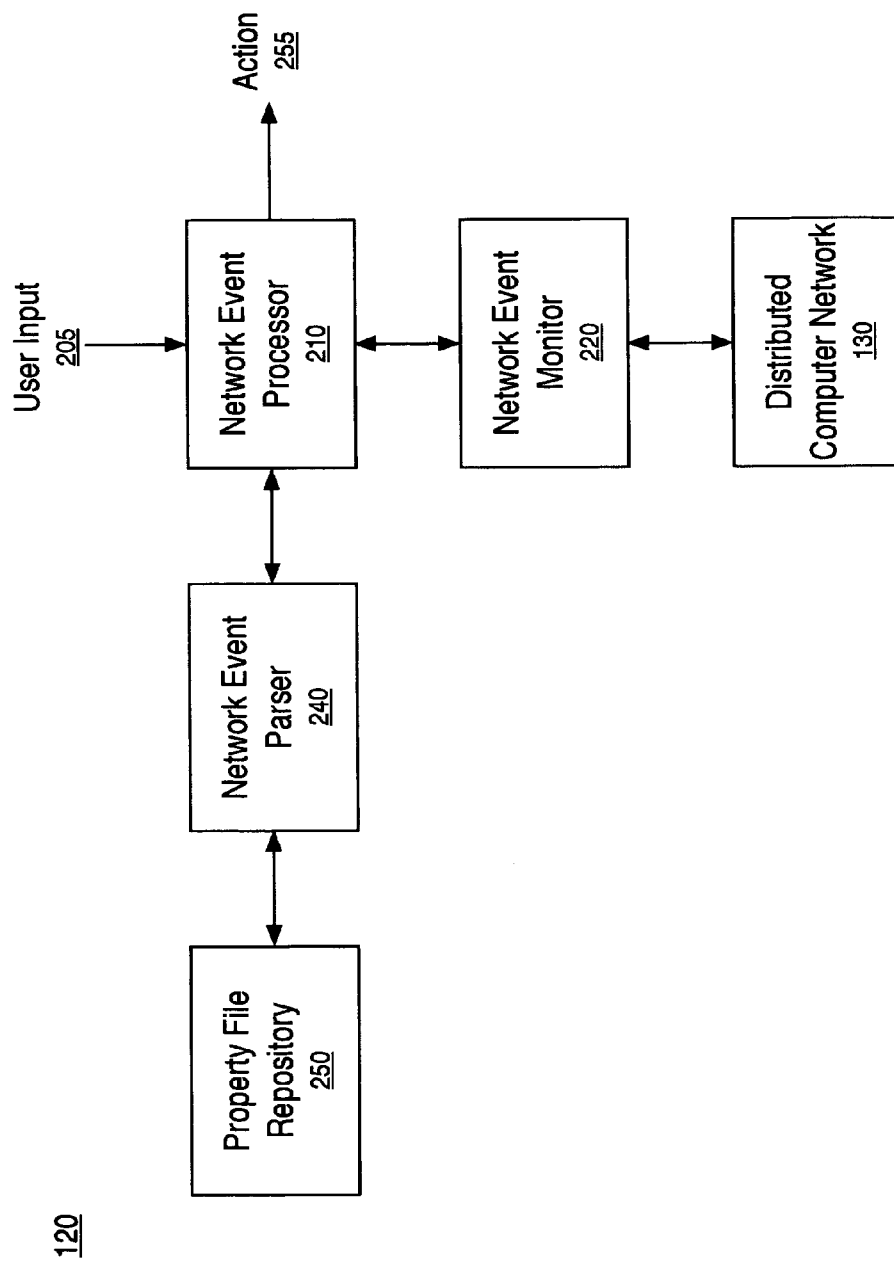 120
User Input
205
Property File
Repository
250
Network Event
Parser
240
Network Event
Processor
210
Action
255
Network Event
Monitor
220
Distributed
Computer Network
130